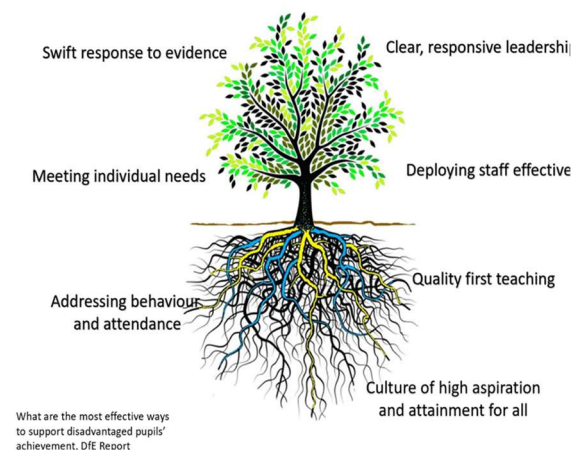 Swift response to evidence
Clear, responsive leadershi
Meeting individual needs
Deploying staff effective
Quality first teaching
Addressing behaviour
and attendance
Culture of high aspiration
and attainment for all
What are the most effective ways
to support disadvantaged pupils'
achievement. DfE Report